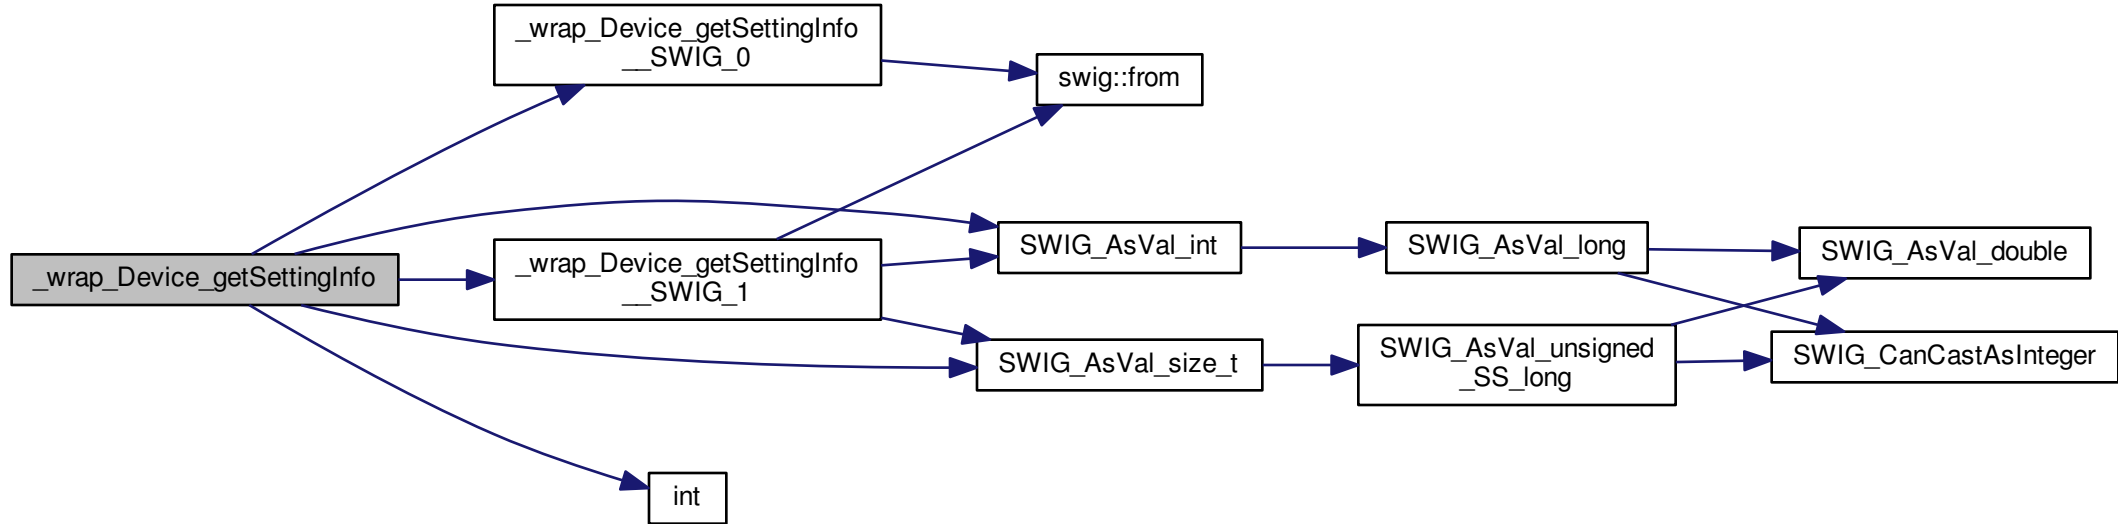 _wrap_Device_getSettingInfo
_wrap_Device_getSettingInfo
__SWIG_0
swig::from
_wrap_Device_getSettingInfo
__SWIG_1
SWIG_AsVal_int
SWIG_AsVal_long
SWIG_AsVal_double
SWIG_AsVal_size_t
SWIG_AsVal_unsigned
_SS_long
SWIG_CanCastAsInteger
int